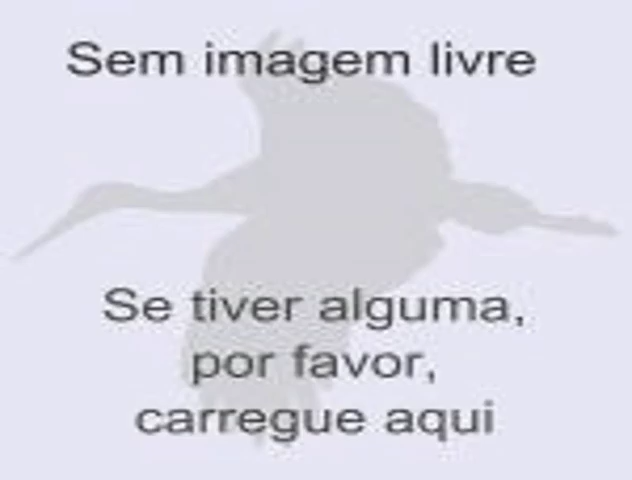 Sem imagem livre
Se tiver alguma,
por favor,
carregue aqui